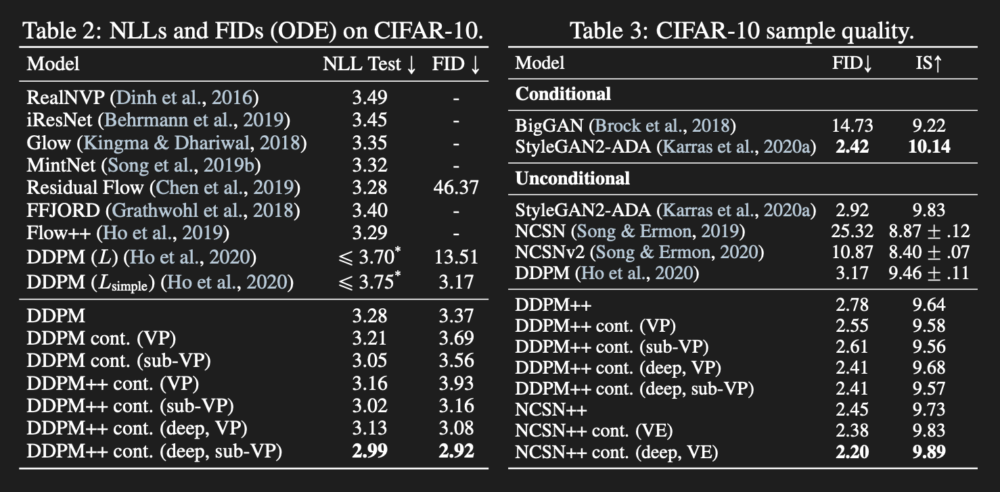 Table 2: NLLs and FIDs (ODE) on CIFAR-10.
Model NLL Test ↓ FID ↓
RealNVP (Dinh et al., 2016) 3.49 -
iResNet (Behrmann et al., 2019) 3.45 -
Glow (Kingma & Dhariwal, 2018) 3.35 -
MintNet (Song et al., 2019b) 3.32 -
Residual Flow (Chen et al., 2019) 3.28 46.37
FFJORD (Grathwohl et al., 2018) 3.40 -
Flow++ (Ho et al., 2019) 3.29 -
DDPM (L) (Ho et al., 2020) ⩽ 3.70* 13.51
DDPM (Lsimple) (Ho et al., 2020) ⩽ 3.75* 3.17
DDPM 3.28 3.37
DDPM cont. (VP) 3.21 3.69
DDPM cont. (sub-VP) 3.05 3.56
DDPM++ cont. (VP) 3.16 3.93
DDPM++ cont. (sub-VP) 3.02 3.16
DDPM++ cont. (deep, VP) 3.13 3.08
DDPM++ cont. (deep, sub-VP) 2.99 2.92
Table 3: CIFAR-10 sample quality.
Model FID↓ IS↑
Conditional
BigGAN (Brock et al., 2018) 14.73 9.22
StyleGAN2-ADA (Karras et al., 2020a) 2.42 10.14
Unconditional
StyleGAN2-ADA (Karras et al., 2020a) 2.92 9.83
NCSN (Song & Ermon, 2019) 25.32 8.87 ± .12
NCSNv2 (Song & Ermon, 2020) 10.87 8.40 ± .07
DDPM (Ho et al., 2020) 3.17 9.46 ± .11
DDPM++ 2.78 9.64
DDPM++ cont. (VP) 2.55 9.58
DDPM++ cont. (sub-VP) 2.61 9.56
DDPM++ cont. (deep, VP) 2.41 9.68
DDPM++ cont. (deep, sub-VP) 2.41 9.57
NCSN++ 2.45 9.73
NCSN++ cont. (VE) 2.38 9.83
NCSN++ cont. (deep, VE) 2.20 9.89